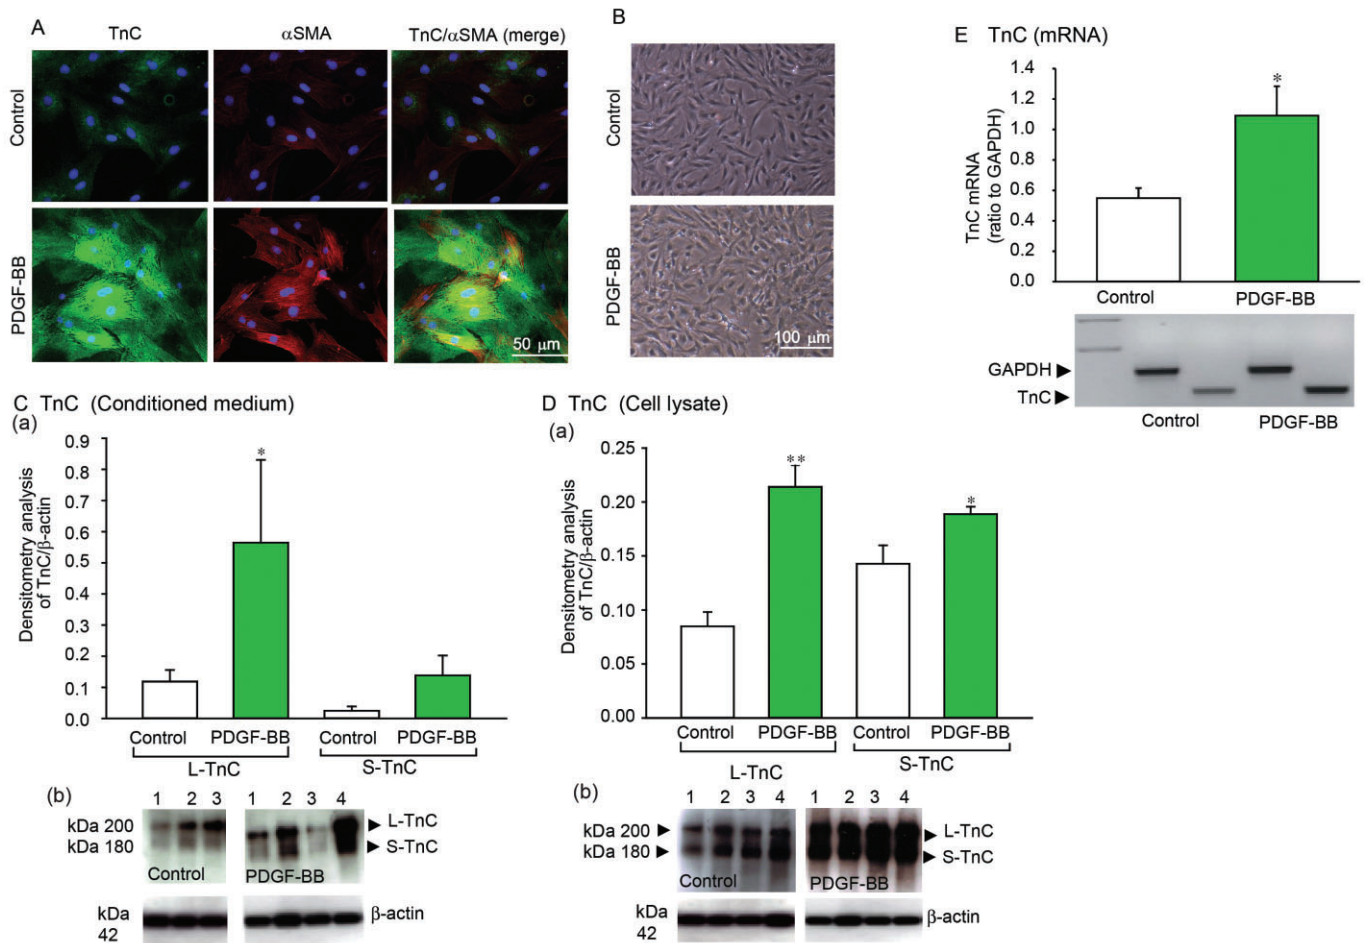 A
TnC
αSMA
TnC/αSMA (merge)
Control
PDGF-BB
50 μm
B
Control
PDGF-BB
100 μm
E TnC (mRNA)
TnC mRNA
(ratio to GAPDH)
1.4
1.2
1.0
0.8
0.6
0.4
0.2
0.0
*
Control
PDGF-BB
GAPDH
TnC
Control
PDGF-BB
C TnC (Conditioned medium)
(a)
Densitometry analysis
of TnC/β-actin
0.9
0.8
0.7
0.6
0.5
0.4
0.3
0.2
0.1
0.0
*
Control
PDGF-BB
Control
PDGF-BB
L-TnC
S-TnC
(b)
1 2 3
1 2 3 4
kDa 200
kDa 180
L-TnC
S-TnC
Control
PDGF-BB
kDa
42
β-actin
D TnC (Cell lysate)
(a)
Densitometry analysis
of TnC/β-actin
0.25
0.20
0.15
0.10
0.05
0.00
**
*
Control
PDGF-BB
Control
PDGF-BB
L-TnC
S-TnC
(b)
1 2 3 4
1 2 3 4
kDa 200
kDa 180
L-TnC
S-TnC
Control
PDGF-BB
kDa
42
β-actin